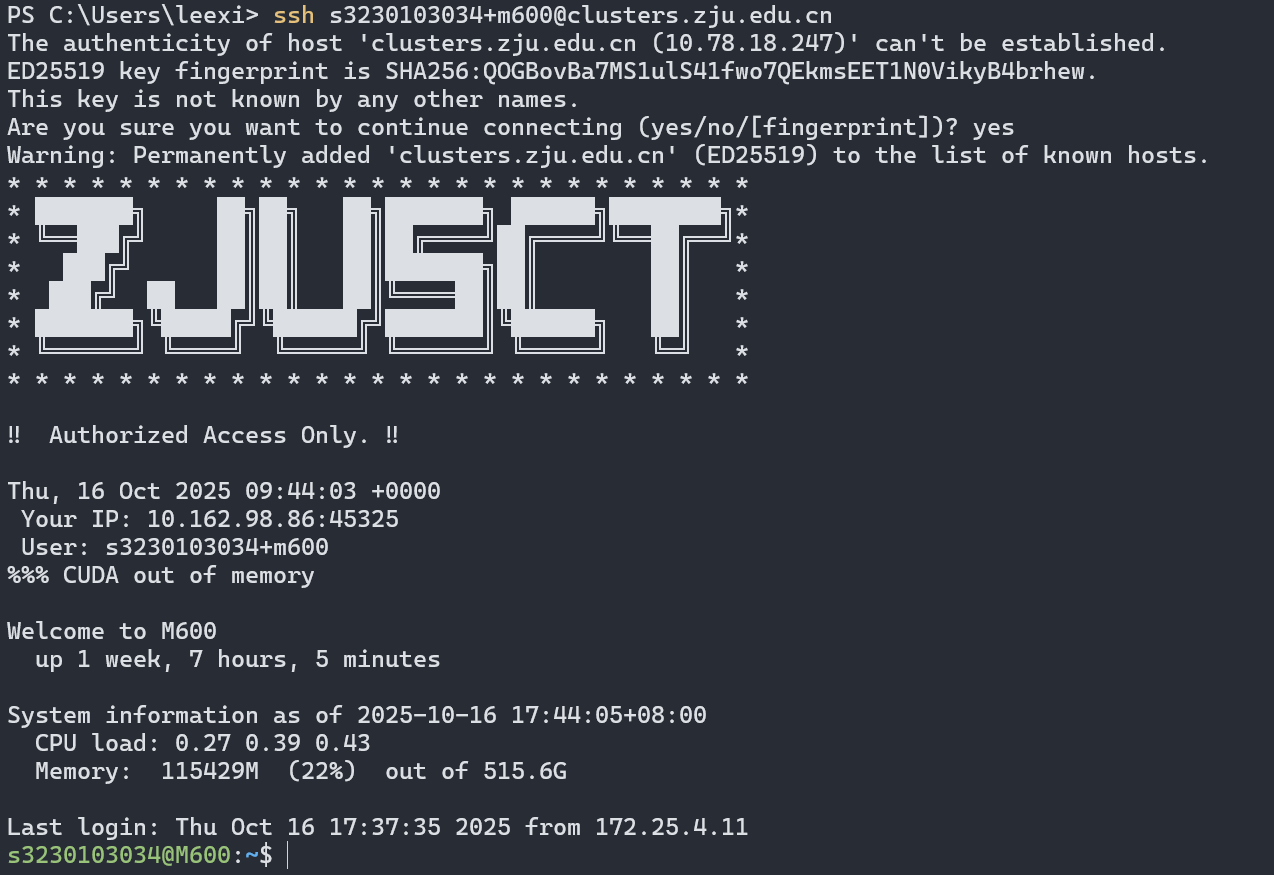 PS C:\Users\leexi> ssh s3230103034+m600@clusters.zju.edu.cn
The authenticity of host 'clusters.zju.edu.cn (10.78.18.247)' can't be established.
ED25519 key fingerprint is SHA256:QOGBovBa7MS1ulS41fwo7QEkmsEET1N0VikyB4brhew.
This key is not known by any other names.
Are you sure you want to continue connecting (yes/no/[fingerprint])? yes
Warning: Permanently added 'clusters.zju.edu.cn' (ED25519) to the list of known hosts.
* * * * * * * * * * * * * * * * * * * * * * * * * * *
ZJUSCT
* * * * * * * * * * * * * * * * * * * * * * * * * * *
!! Authorized Access Only. !!
Thu, 16 Oct 2025 09:44:03 +0000
Your IP: 10.162.98.86:45325
User: s3230103034+m600
%%% CUDA out of memory
Welcome to M600
up 1 week, 7 hours, 5 minutes
System information as of 2025-10-16 17:44:05+08:00
CPU load: 0.27 0.39 0.43
Memory: 115429M (22%) out of 515.6G
Last login: Thu Oct 16 17:37:35 2025 from 172.25.4.11
s3230103034@M600:~$